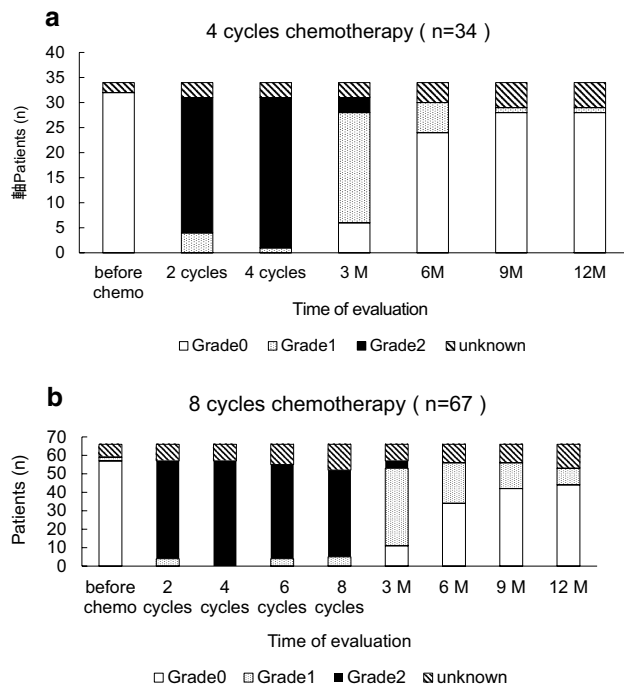 a
4 cycles chemotherapy ( n=34 )
40
35
30
25
20
15
10
5
0
軸Patients (n)
before chemo 2 cycles 4 cycles 3 M 6M 9M 12M
Time of evaluation
Grade0 Grade1 Grade2 unknown
b
8 cycles chemotherapy ( n=67 )
70
60
50
40
30
20
10
0
Patients (n)
before 2 4 6 8 3 M 6 M 9 M 12 M
chemo cycles cycles cycles cycles
Time of evaluation
Grade0 Grade1 Grade2 unknown